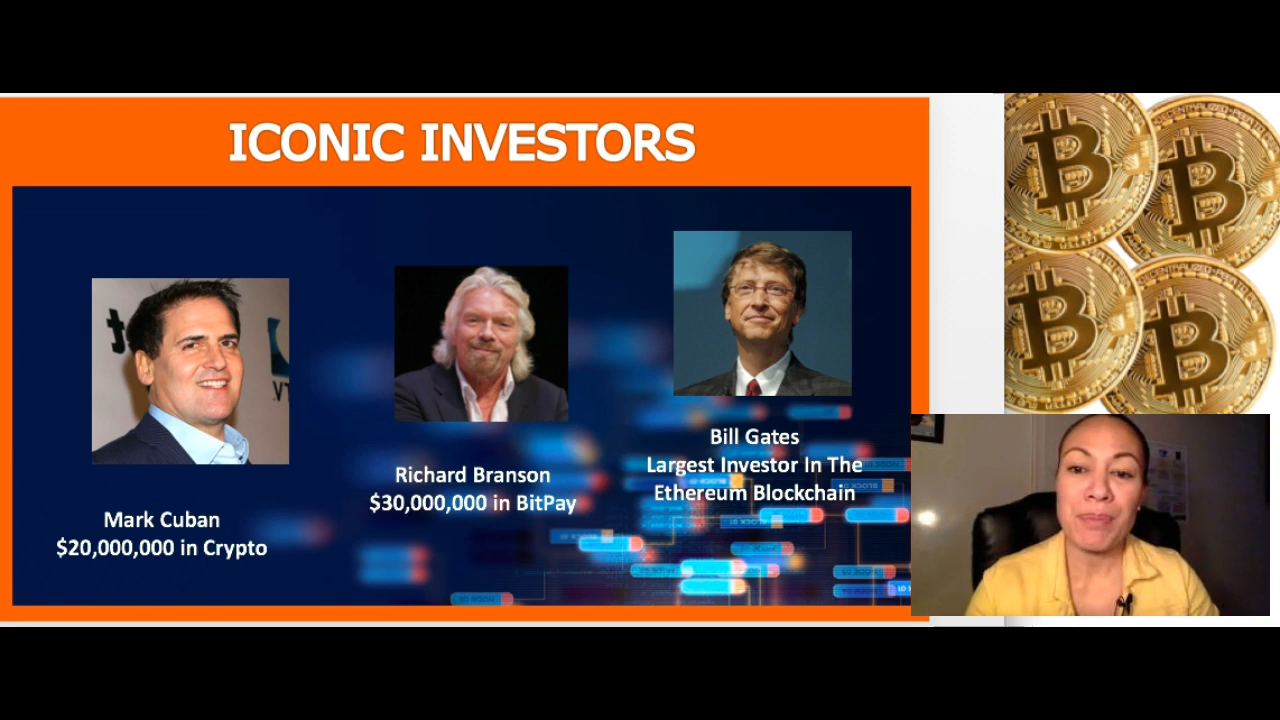 ICONIC INVESTORS
Mark Cuban
$20,000,000 in Crypto
Richard Branson
$30,000,000 in BitPay
Bill Gates
Largest Investor In The
Ethereum Blockchain